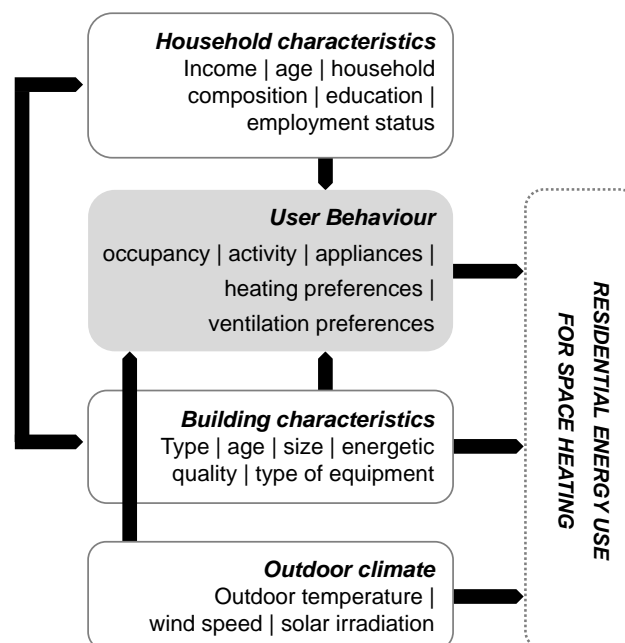 Household characteristics
Income | age | household
composition | education |
employment status
User Behaviour
occupancy | activity | appliances |
heating preferences |
ventilation preferences
Building characteristics
Type | age | size | energetic
quality | type of equipment
Outdoor climate
Outdoor temperature |
wind speed | solar irradiation
RESIDENTIAL ENERGY USE
FOR SPACE HEATING